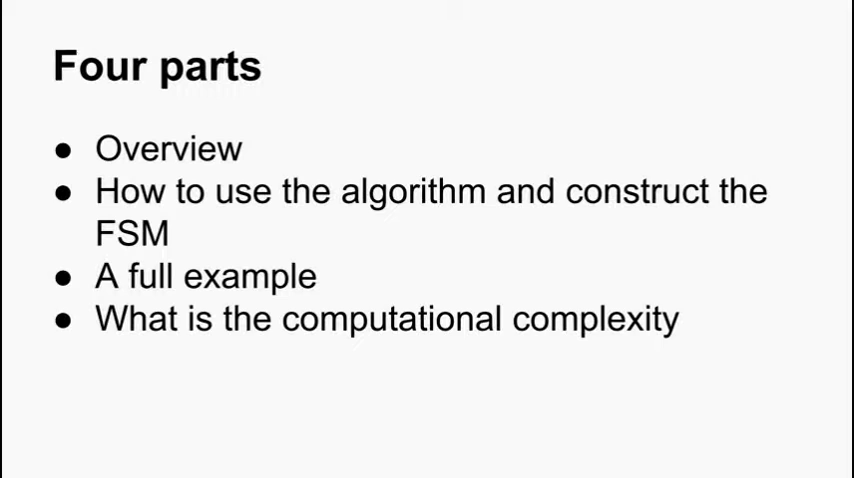 Four parts
● Overview
● How to use the algorithm and construct the
FSM
● A full example
● What is the computational complexity